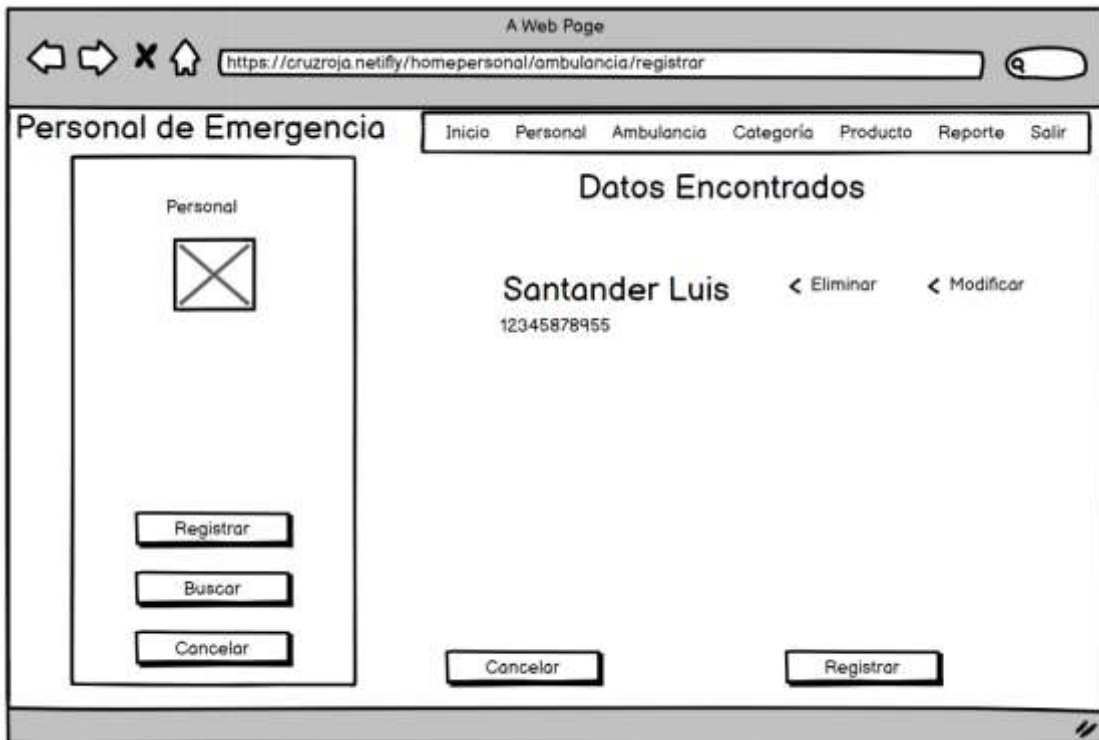 A Web Page
https://cruzroja.netifly/homepersonal/ambulancia/registrar
Personal de Emergencia
Inicio Personal Ambulancia Categoría Producto Reporte Salir
Personal
Datos Encontrados
Santander Luis < Eliminar < Modificar
12345878955
Registrar
Buscar
Cancelar
Cancelar Registrar